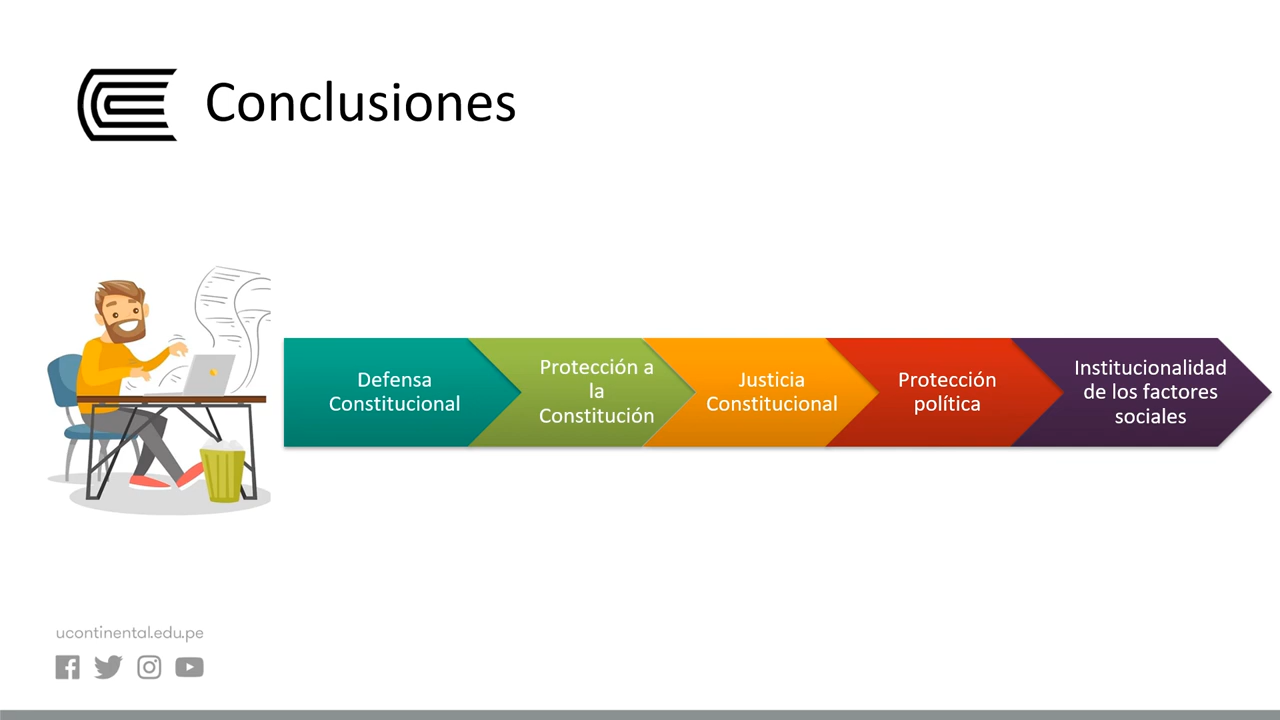 Conclusiones
Defensa
Constitucional
Protección a
la
Constitución
Justicia
Constitucional
Protección
política
Institucionalidad
de los factores
sociales
ucontinental.edu.pe